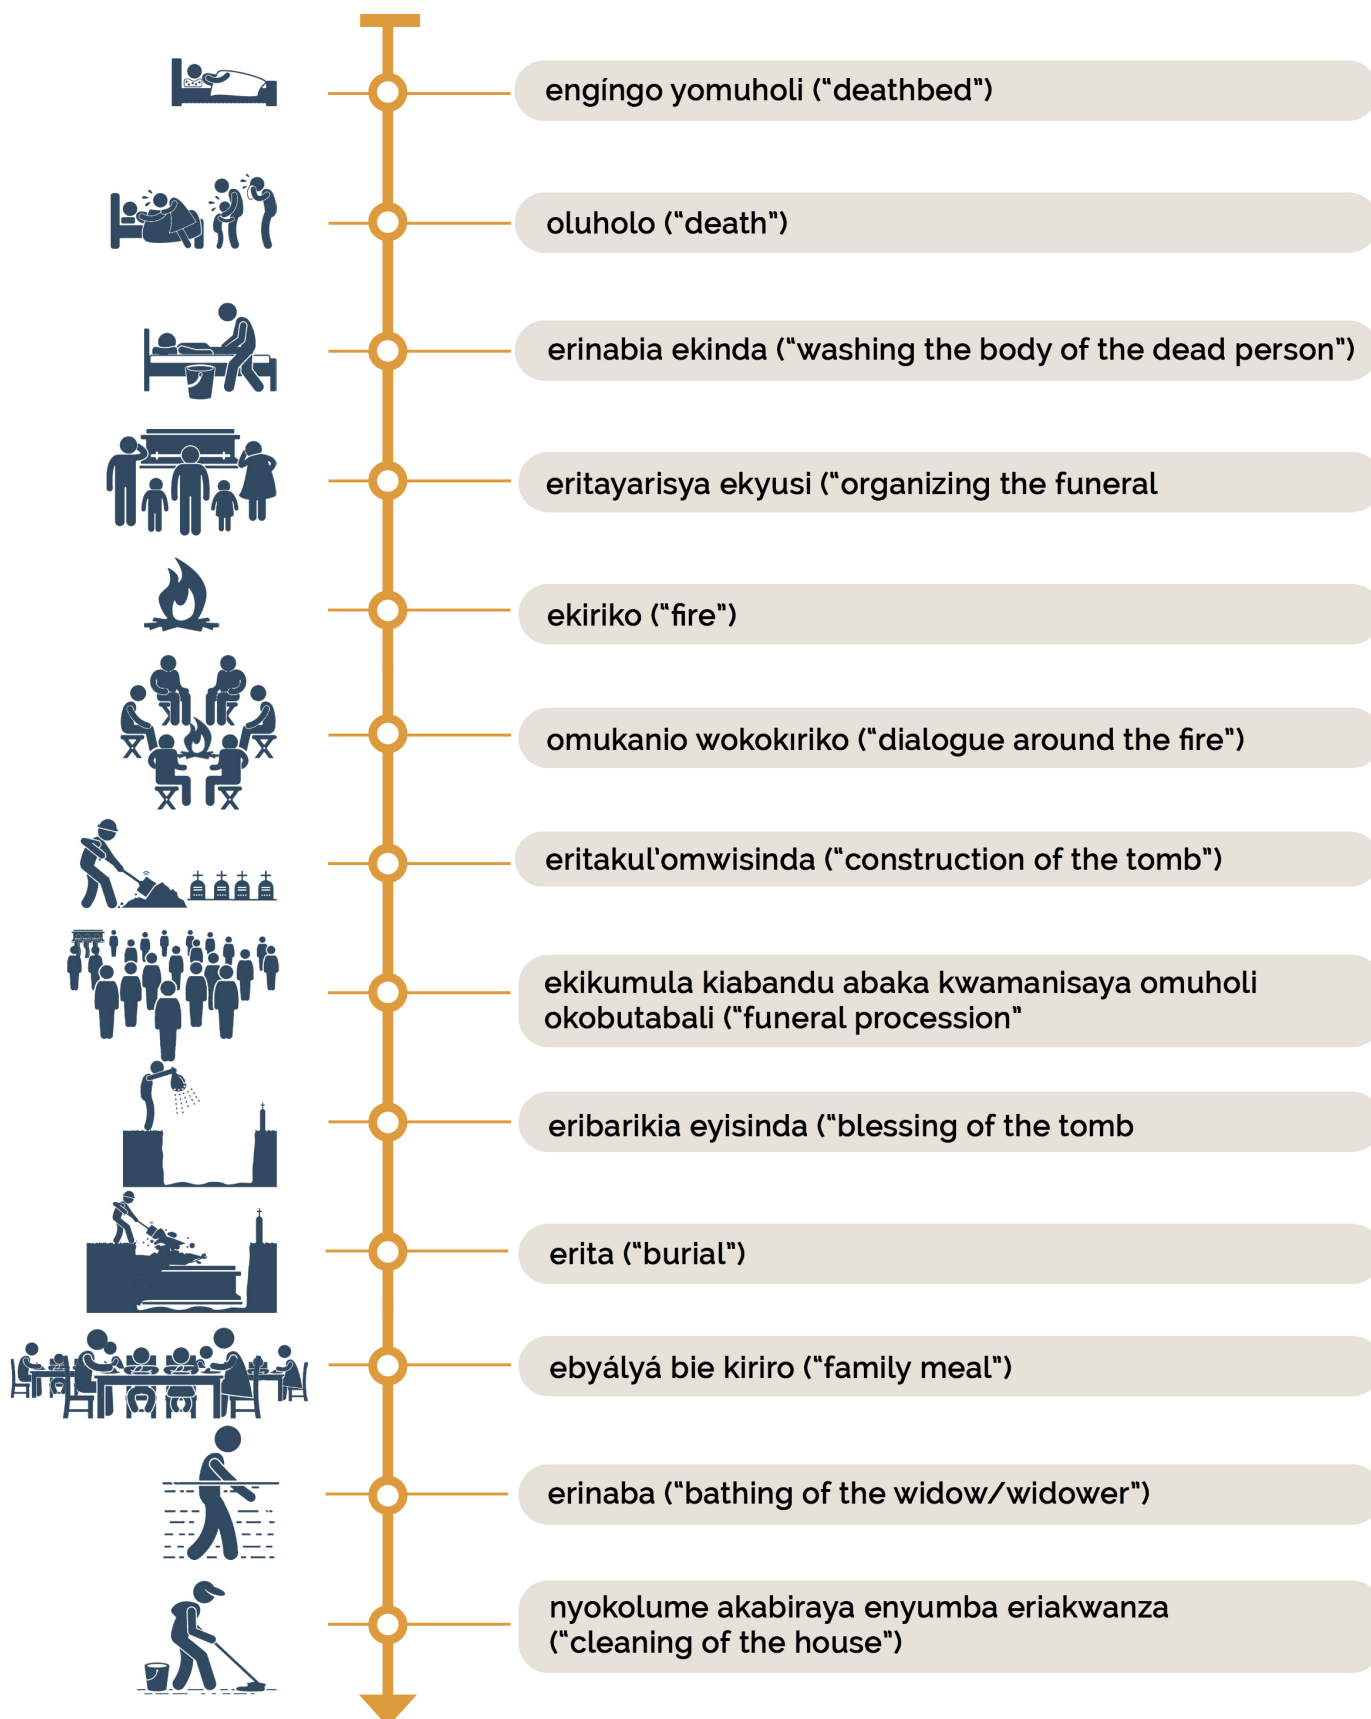 engíngo yomuholi (“deathbed”)
oluholo (“death”)
erinabia ekinda (“washing the body of the dead person”)
eritayarisya ekyusi (“organizing the funeral
ekiriko (“fire”)
omukanio wokokıriko (“dialogue around the fire”)
eritakul’omwisinda (“construction of the tomb”)
ekikumula kiabandu abaka kwamanisaya omuholi
okobutabali (“funeral procession”
eribarikia eyisinda (“blessing of the tomb
erita (“burial”)
ebyályá bie kiriro (“family meal”)
erinaba (“bathing of the widow/widower”)
nyokolume akabiraya enyumba eriakwanza
(“cleaning of the house”)